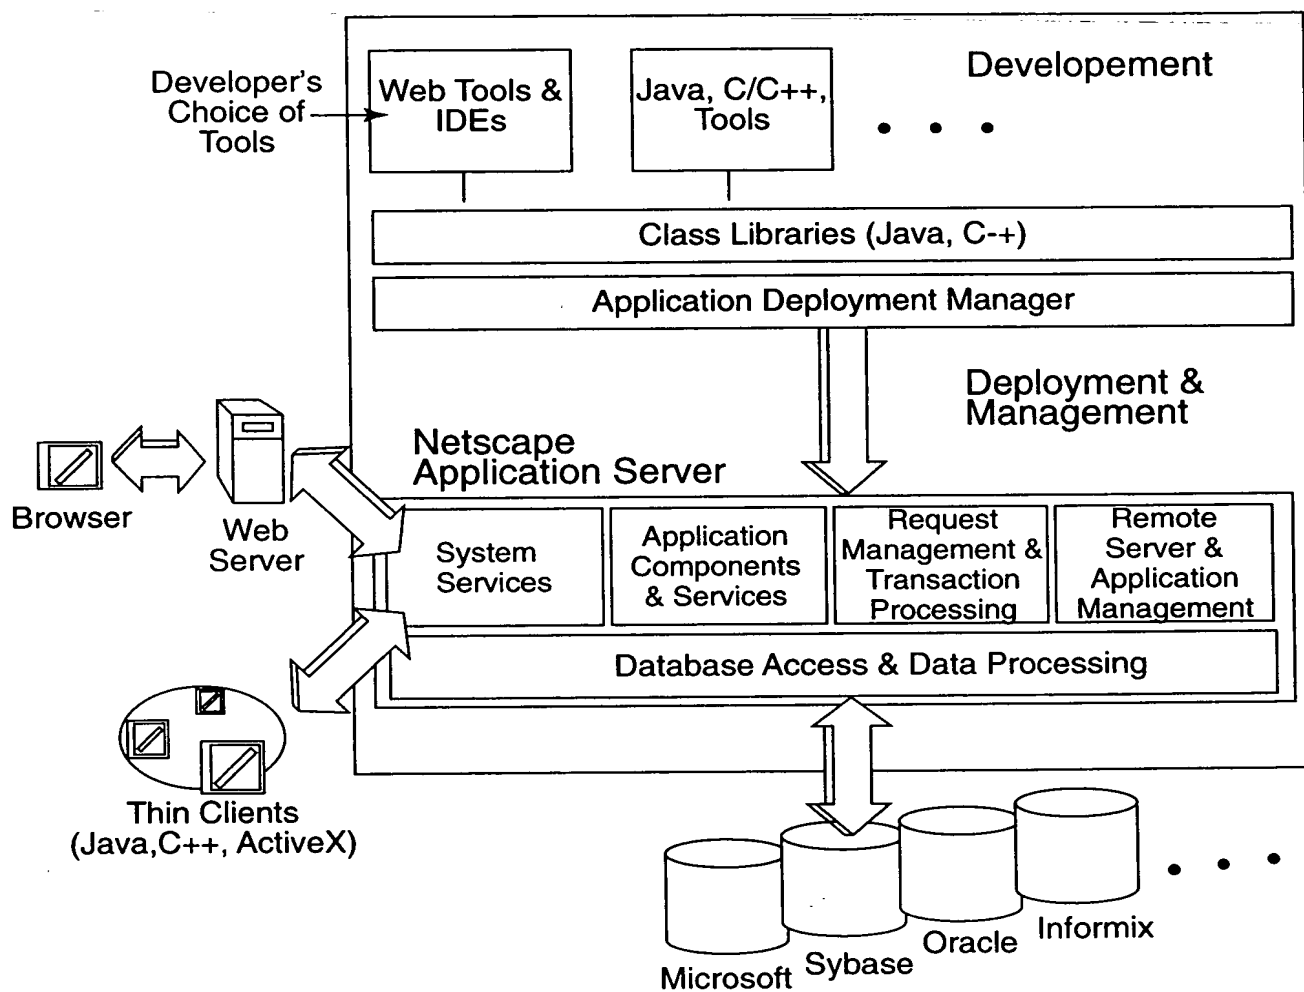 Developement
Developer's
Choice of
Tools
Web Tools &
IDEs
Java, C/C++,
Tools
Class Libraries (Java, C-+)
Application Deployment Manager
Deployment &
Management
Netscape
Application Server
Browser
Web
Server
System
Services
Application
Components
& Services
Request
Management &
Transaction
Processing
Remote
Server &
Application
Management
Database Access & Data Processing
Thin Clients
(Java,C++, ActiveX)
Microsoft
Sybase
Oracle
Informix